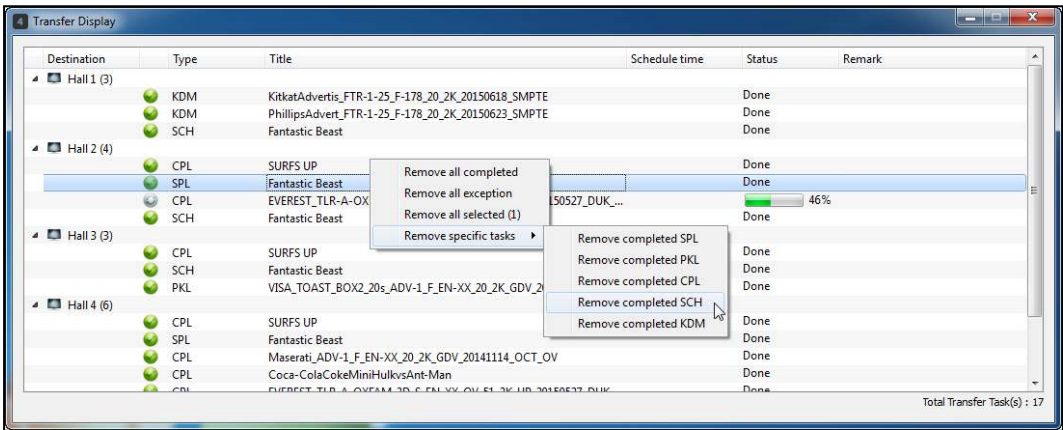 4 Transfer Display
Destination Type Title Schedule time Status Remark
Hall 1 (3)
KDM KitkatAdvertis_FTR-1-25_F-178_20_2K_20150618_SMPTE Done
KDM PhillipsAdvert_FTR-1-25_F-178_20_2K_20150623_SMPTE Done
SCH Fantastic Beast Done
Hall 2 (4)
CPL SURFS UP Done
SPL Fantastic Beast Done
CPL EVEREST_TLR-A-OX 150527_DUK_... 46%
SCH Fantastic Beast Done
Hall 3 (3)
CPL SURFS UP Done
SCH Fantastic Beast Done
PKL VISA_TOAST_BOX2_20s_ADV-1_F_EN-XX_20_2K_GDV_20 Done
Hall 4 (6)
CPL SURFS UP Done
SPL Fantastic Beast Done
CPL Maserati_ADV-1_F_EN-XX_20_2K_GDV_20141114_OCT_OV Done
CPL Coca-ColaCokeMiniHulkvsAnt-Man Done
CPL Done
Remove all completed
Remove all exception
Remove all selected (1)
Remove specific tasks
Remove completed SPL
Remove completed PKL
Remove completed CPL
Remove completed SCH
Remove completed KDM
Total Transfer Task(s) : 17